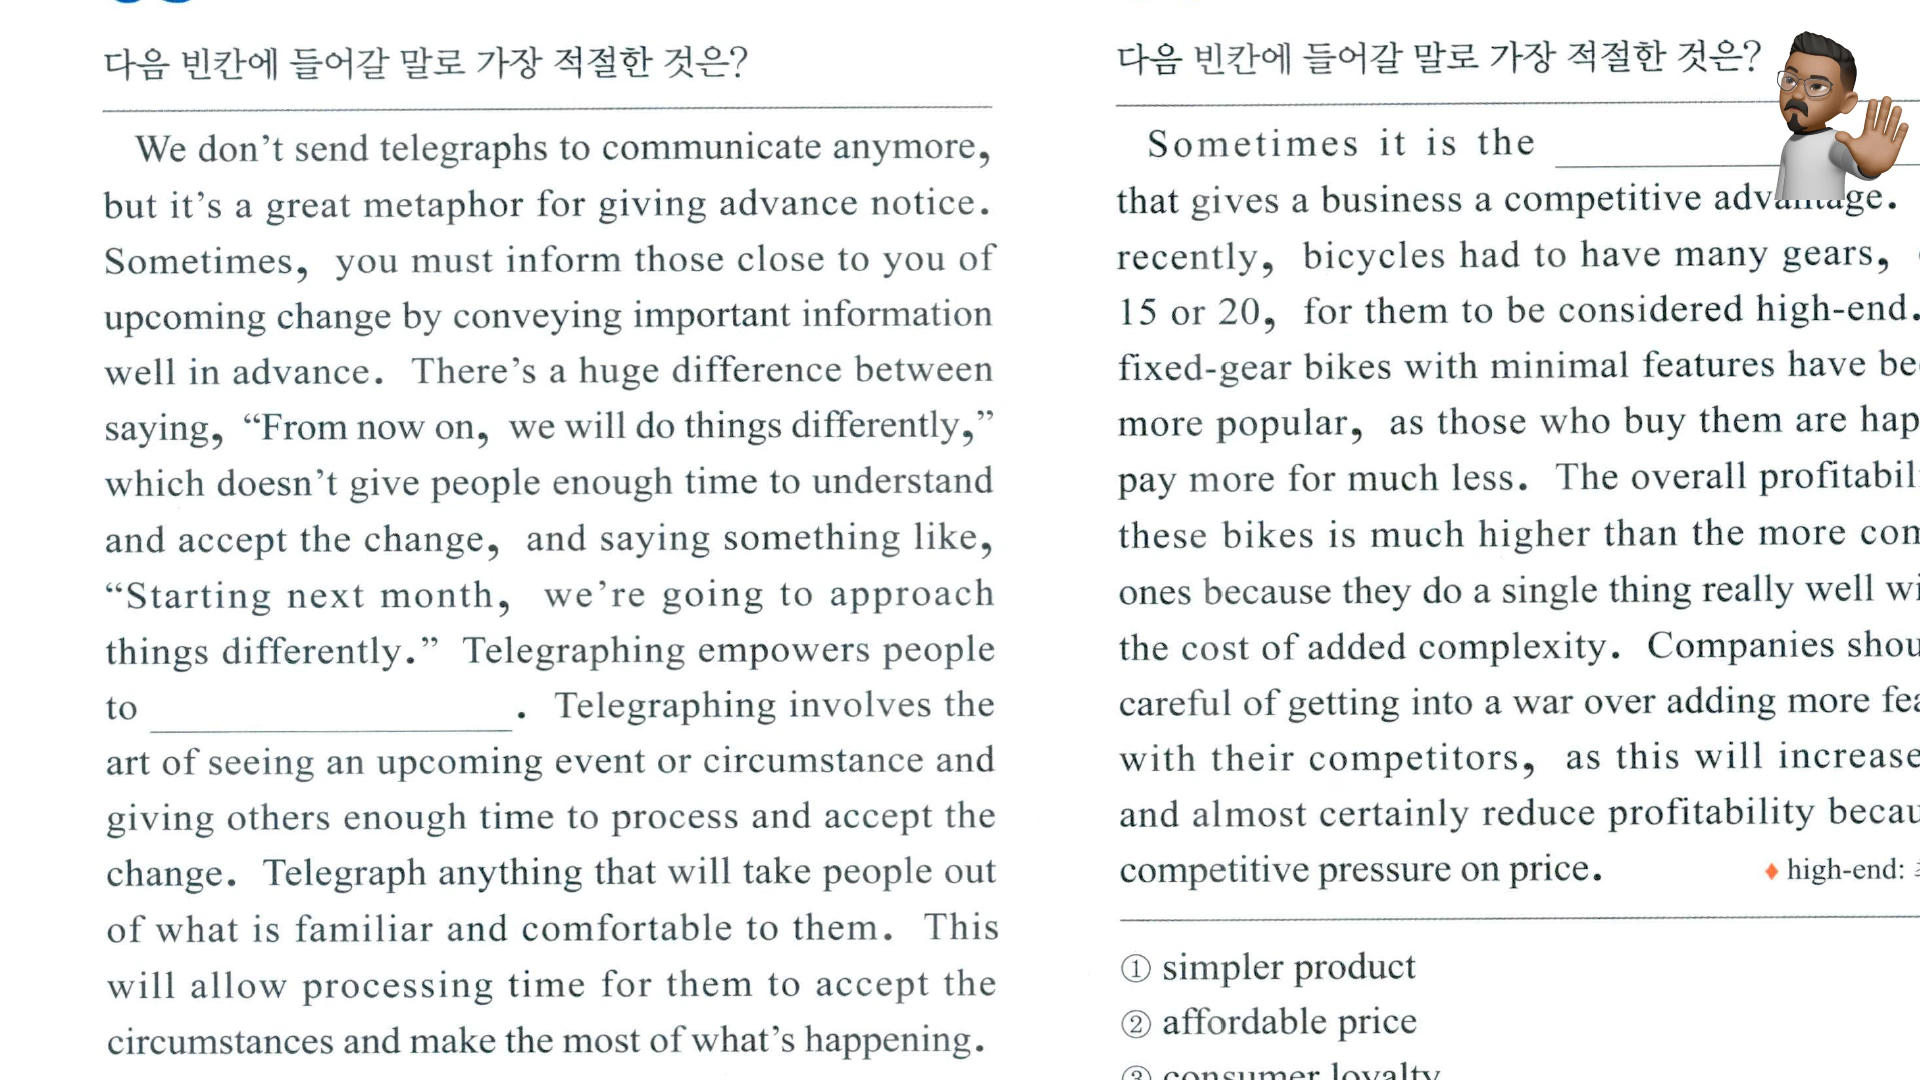 다음 빈칸에 들어갈 말로 가장 적절한 것은?
We don't send telegraphs to communicate anymore,
but it's a great metaphor for giving advance notice.
Sometimes, you must inform those close to you of
upcoming change by conveying important information
well in advance. There's a huge difference between
saying, “From now on, we will do things differently,”
which doesn't give people enough time to understand
and accept the change, and saying something like,
“Starting next month, we're going to approach
things differently.” Telegraphing empowers people
to ____________. Telegraphing involves the
art of seeing an upcoming event or circumstance and
giving others enough time to process and accept the
change. Telegraph anything that will take people out
of what is familiar and comfortable to them. This
will allow processing time for them to accept the
circumstances and make the most of what's happening.
다음 빈칸에 들어갈 말로 가장 적절한 것은?
Sometimes it is the ____________
that gives a business a competitive advantage.
recently, bicycles had to have many gears,
15 or 20, for them to be considered high-end.
fixed-gear bikes with minimal features have
more popular, as those who buy them are
pay more for much less. The overall
these bikes is much higher than the more
ones because they do a single thing really well
the cost of added complexity. Companies
careful of getting into a war over adding more
with their competitors, as this will increase
and almost certainly reduce profitability
competitive pressure on price.
♦ high-end:
① simpler product
② affordable price
③ consumer loyalty